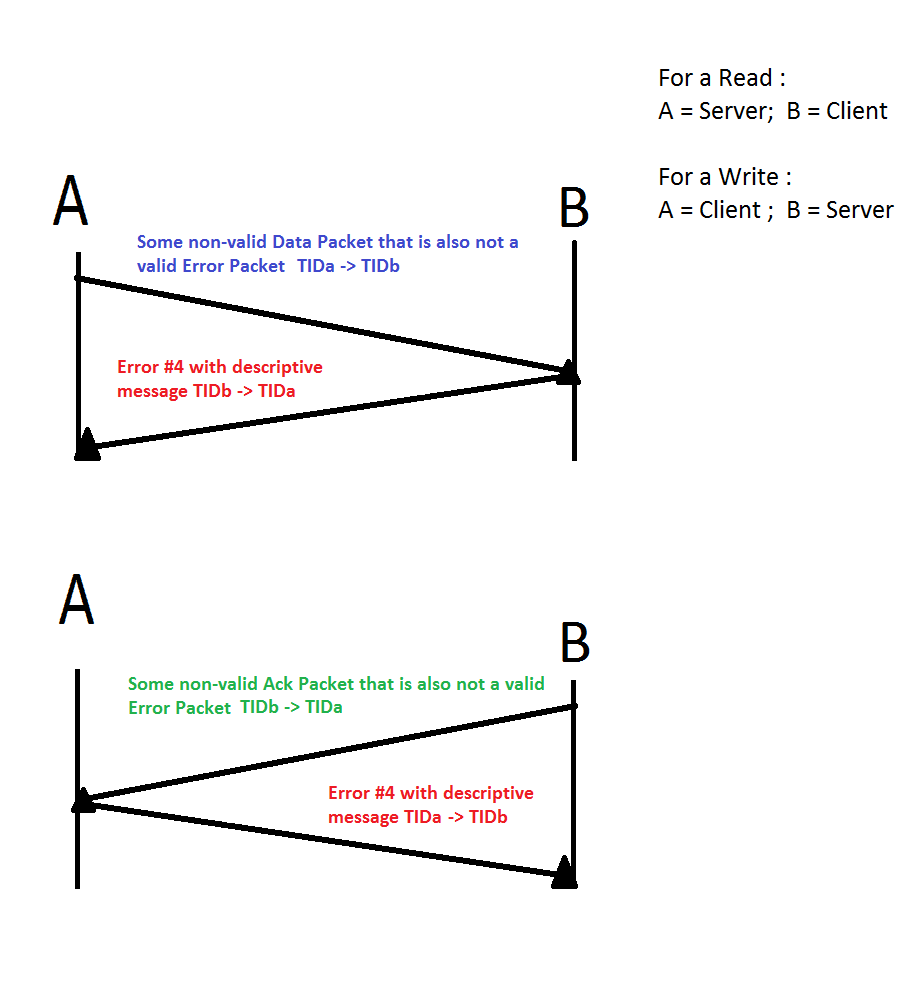 For a Read :
A = Server;  B = Client
For a Write :
A = Client ;  B = Server
A
B
Some non-valid Data Packet that is also not a
valid Error Packet  TIDa -> TIDb
Error #4 with descriptive
message TIDb -> TIDa
A
B
Some non-valid Ack Packet that is also not a valid
Error Packet  TIDb -> TIDa
Error #4 with descriptive
message TIDa -> TIDb